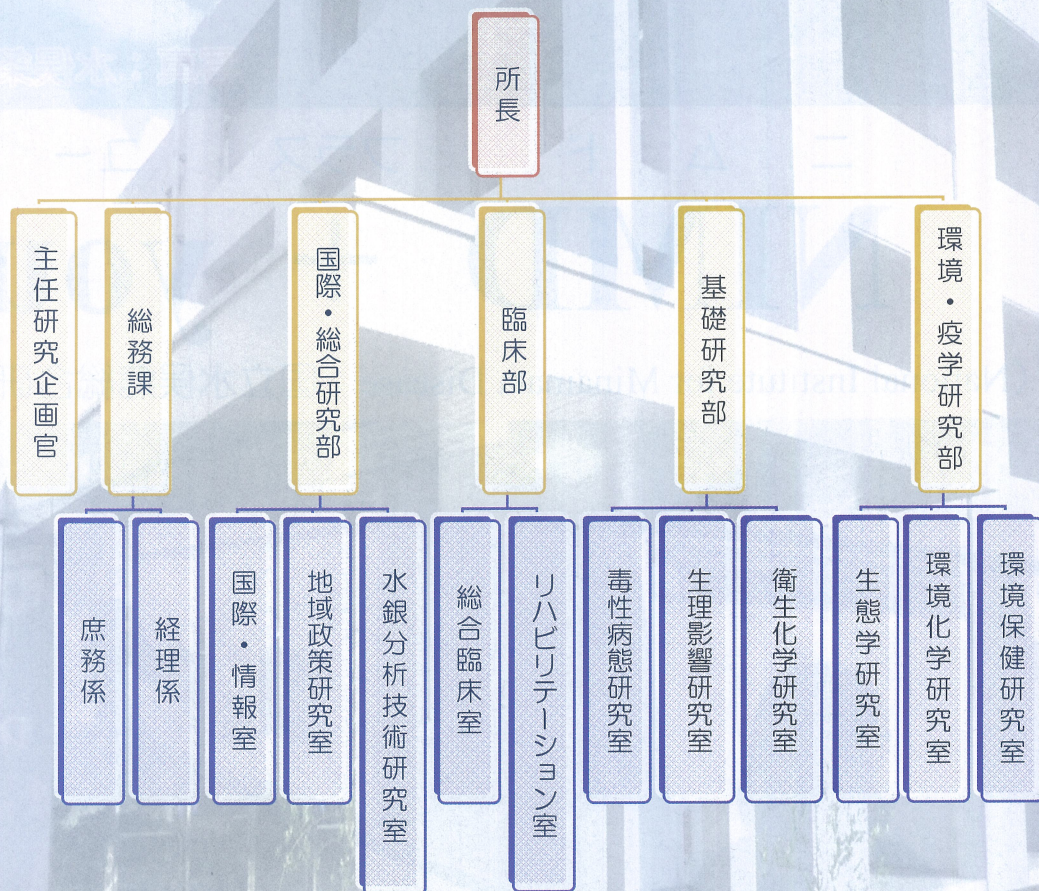 所長
主任研究企画官
総務課
国際・総合研究部
臨床部
基礎研究部
環境・疫学研究部
庶務係
経理係
国際・情報室
地域政策研究室
水銀分析技術研究室
総合臨床室
リハビリテーション室
毒性病態研究室
生理影響研究室
衛生化学研究室
生態学研究室
環境化学研究室
環境保健研究室